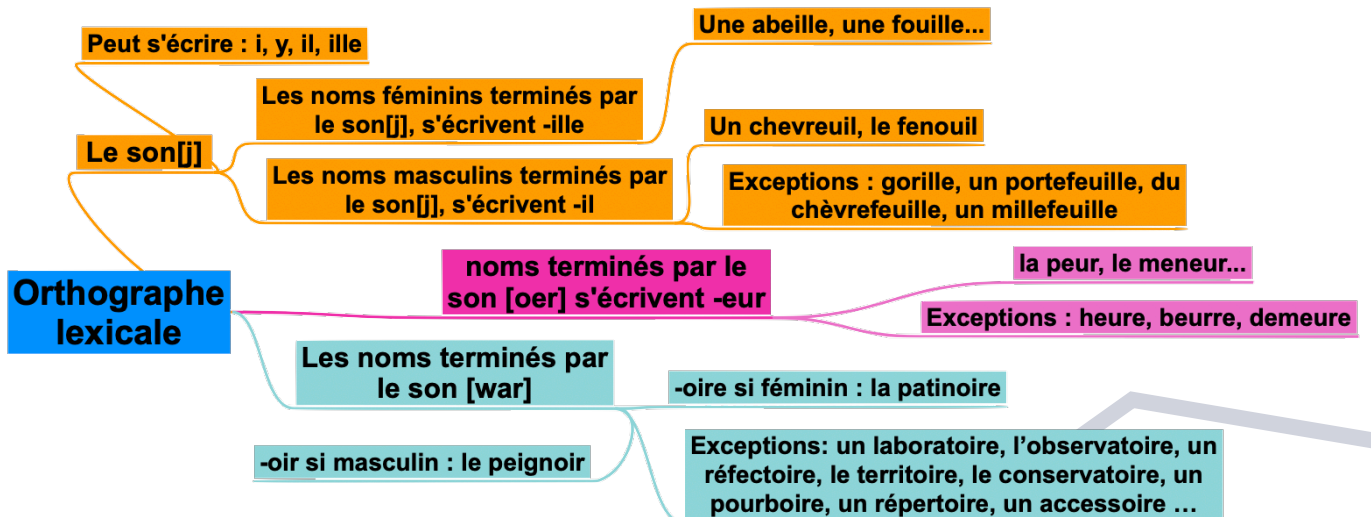 Peut s'écrire : i, y, il, ille
Une abeille, une fouille...
Les noms féminins terminés par
le son[j], s'écrivent -ille
Un chevreuil, le fenouil
Le son[j]
Les noms masculins terminés par
le son[j], s'écrivent -il
Exceptions : gorille, un portefeuille, du
chèvrefeuille, un millefeuille
Orthographe
lexicale
noms terminés par le
son [oer] s'écrivent -eur
la peur, le meneur...
Exceptions : heure, beurre, demeure
Les noms terminés par
le son [war]
-oire si féminin : la patinoire
-oir si masculin : le peignoir
Exceptions: un laboratoire, l’observatoire, un
réfectoire, le territoire, le conservatoire, un
pourboire, un répertoire, un accessoire …